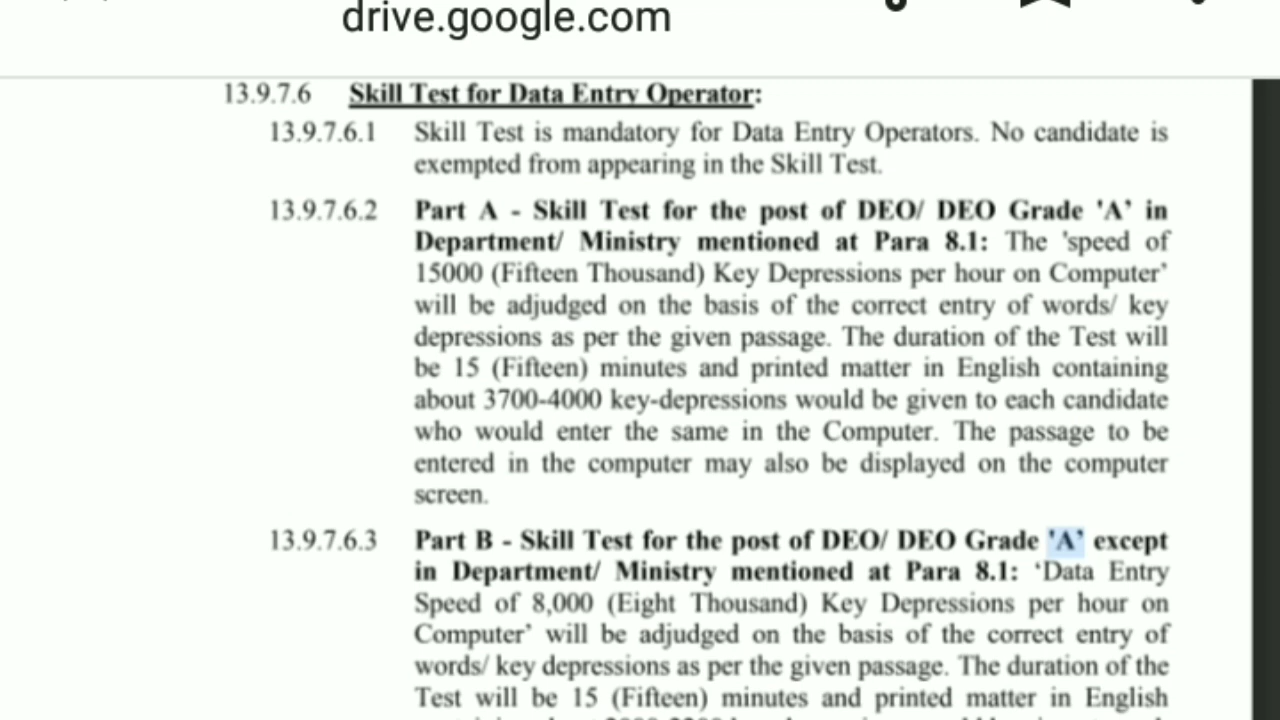 drive.google.com
13.9.7.6 Skill Test for Data Entry Operator:
13.9.7.6.1 Skill Test is mandatory for Data Entry Operators. No candidate is
exempted from appearing in the Skill Test.
13.9.7.6.2 Part A - Skill Test for the post of DEO/ DEO Grade 'A' in
Department/ Ministry mentioned at Para 8.1: The 'speed of
15000 (Fifteen Thousand) Key Depressions per hour on Computer'
will be adjudged on the basis of the correct entry of words/ key
depressions as per the given passage. The duration of the Test will
be 15 (Fifteen) minutes and printed matter in English containing
about 3700-4000 key-depressions would be given to each candidate
who would enter the same in the Computer. The passage to be
entered in the computer may also be displayed on the computer
screen.
13.9.7.6.3 Part B - Skill Test for the post of DEO/ DEO Grade 'A' except
in Department/ Ministry mentioned at Para 8.1: 'Data Entry
Speed of 8,000 (Eight Thousand) Key Depressions per hour on
Computer' will be adjudged on the basis of the correct entry of
words/ key depressions as per the given passage. The duration of the
Test will be 15 (Fifteen) minutes and printed matter in English